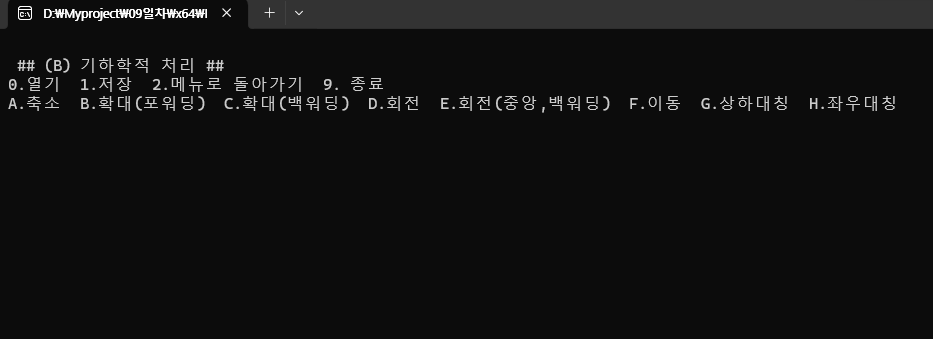 D:₩Myproject₩09일차₩x64₩I
## (B) 기하학적 처리 ##
0.열기 1.저장 2.메뉴로 돌아가기 9. 종료
A.축소 B.확대(포워딩) C.확대(백워딩) D.회전 E.회전(중앙,백워딩) F.이동 G.상하대칭 H.좌우대칭